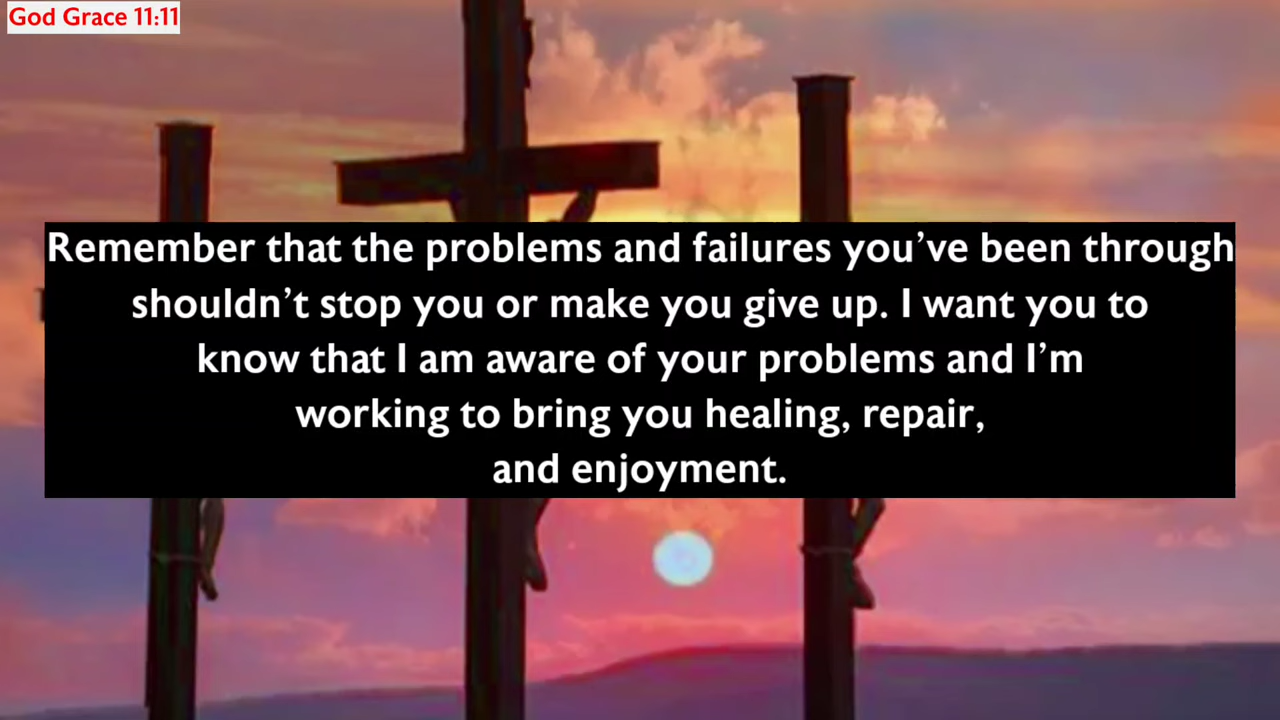 God Grace 11:11
Remember that the problems and failures you’ve been through
shouldn’t stop you or make you give up. I want you to
know that I am aware of your problems and I’m
working to bring you healing, repair,
and enjoyment.